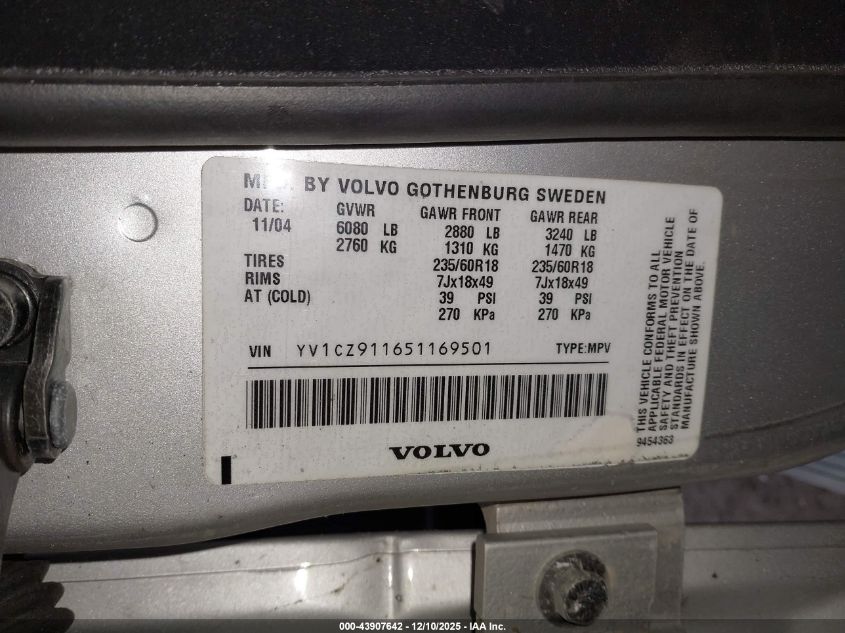 MFD. BY VOLVO GOTHENBURG SWEDEN
DATE: GVWR GAWR FRONT GAWR REAR
11/04 6080 LB 2880 LB 3240 LB
2760 KG 1310 KG 1470 KG
TIRES 235/60R18 235/60R18
RIMS 7Jx18x49 7Jx18x49
AT (COLD) 39 PSI 39 PSI
270 KPa 270 KPa
VIN YV1CZ911651169501 TYPE:MPV
VOLVO
THIS VEHICLE CONFORMS TO ALL
APPLICABLE FEDERAL MOTOR VEHICLE
SAFETY AND THEFT PREVENTION
STANDARDS IN EFFECT ON THE DATE OF
MANUFACTURE SHOWN ABOVE.
9454363
000-43907642 - 12/10/2025 - IAA Inc.